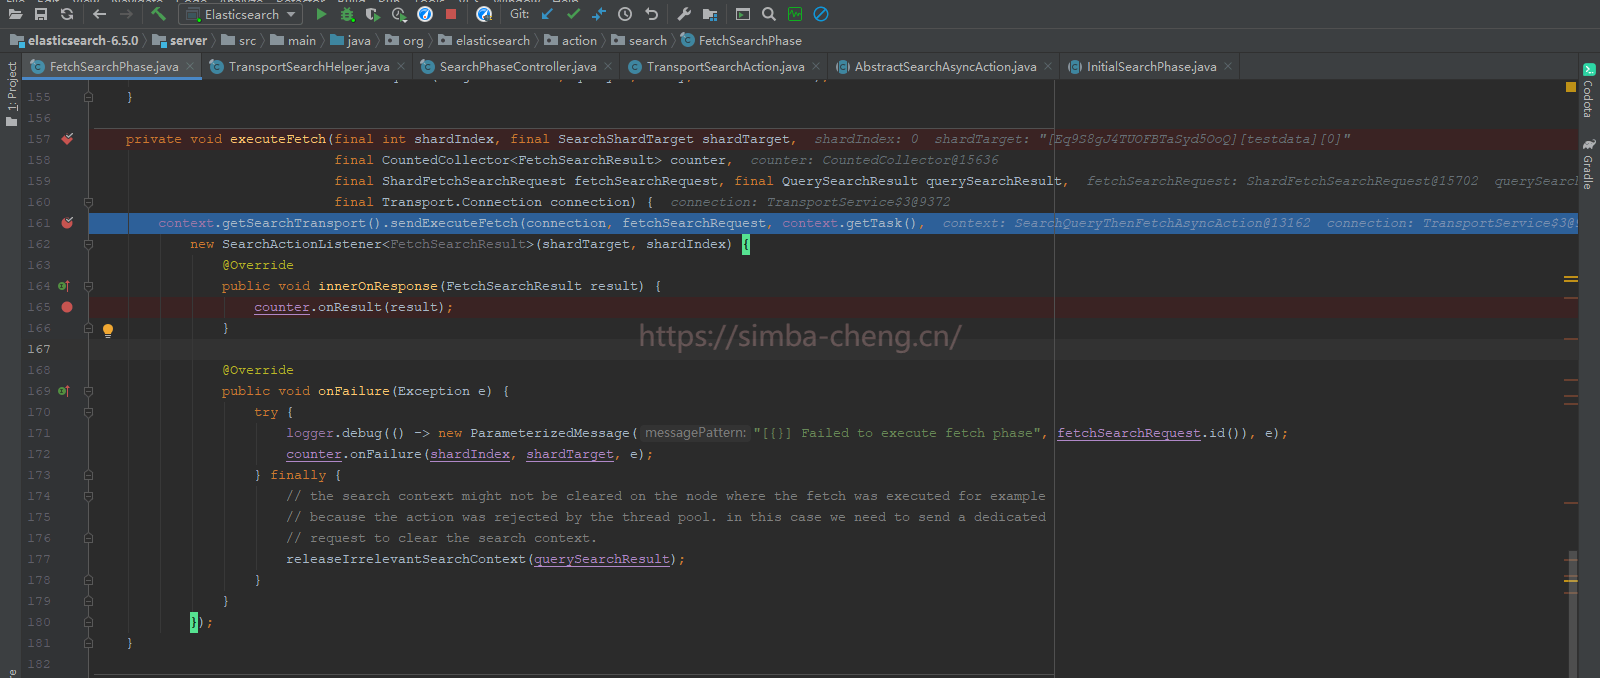 Elasticsearch
Git:
elasticsearch-6.5.0 server src main java org elasticsearch action search FetchSearchPhase
FetchSearchPhase.java TransportSearchHelper.java SearchPhaseController.java TransportSearchAction.java AbstractSearchAsyncAction.java InitialSearchPhase.java
1: Project
Codota
Gradle
155 }
156
157 private void executeFetch(final int shardIndex, final SearchShardTarget shardTarget, shardIndex: 0 shardTarget: "[Eq9S8gJ4TUOFBTaSyd5OoQ][testdata][0]"
158 final CountedCollector<FetchSearchResult> counter, counter: CountedCollector@15636
159 final ShardFetchSearchRequest fetchSearchRequest, final QuerySearchResult querySearchResult, fetchSearchRequest: ShardFetchSearchRequest@15702 querySearch
160 final Transport.Connection connection) { connection: TransportService$3@9372
161 context.getSearchTransport().sendExecuteFetch(connection, fetchSearchRequest, context.getTask(), context: SearchQueryThenFetchAsyncAction@13162 connection: TransportService$3@9
162 new SearchActionListener<FetchSearchResult>(shardTarget, shardIndex) {
163 @Override
164 public void innerOnResponse(FetchSearchResult result) {
165 counter.onResult(result);
166 }
https://simba-cheng.cn/
167
168 @Override
169 public void onFailure(Exception e) {
170 try {
171 logger.debug(() -> new ParameterizedMessage( messagePattern: "[{}] Failed to execute fetch phase", fetchSearchRequest.id()), e);
172 counter.onFailure(shardIndex, shardTarget, e);
173 } finally {
174 // the search context might not be cleared on the node where the fetch was executed for example
175 // because the action was rejected by the thread pool. in this case we need to send a dedicated
176 // request to clear the search context.
177 releaseIrrelevantSearchContext(querySearchResult);
178 }
179 }
180 });
181 }
182